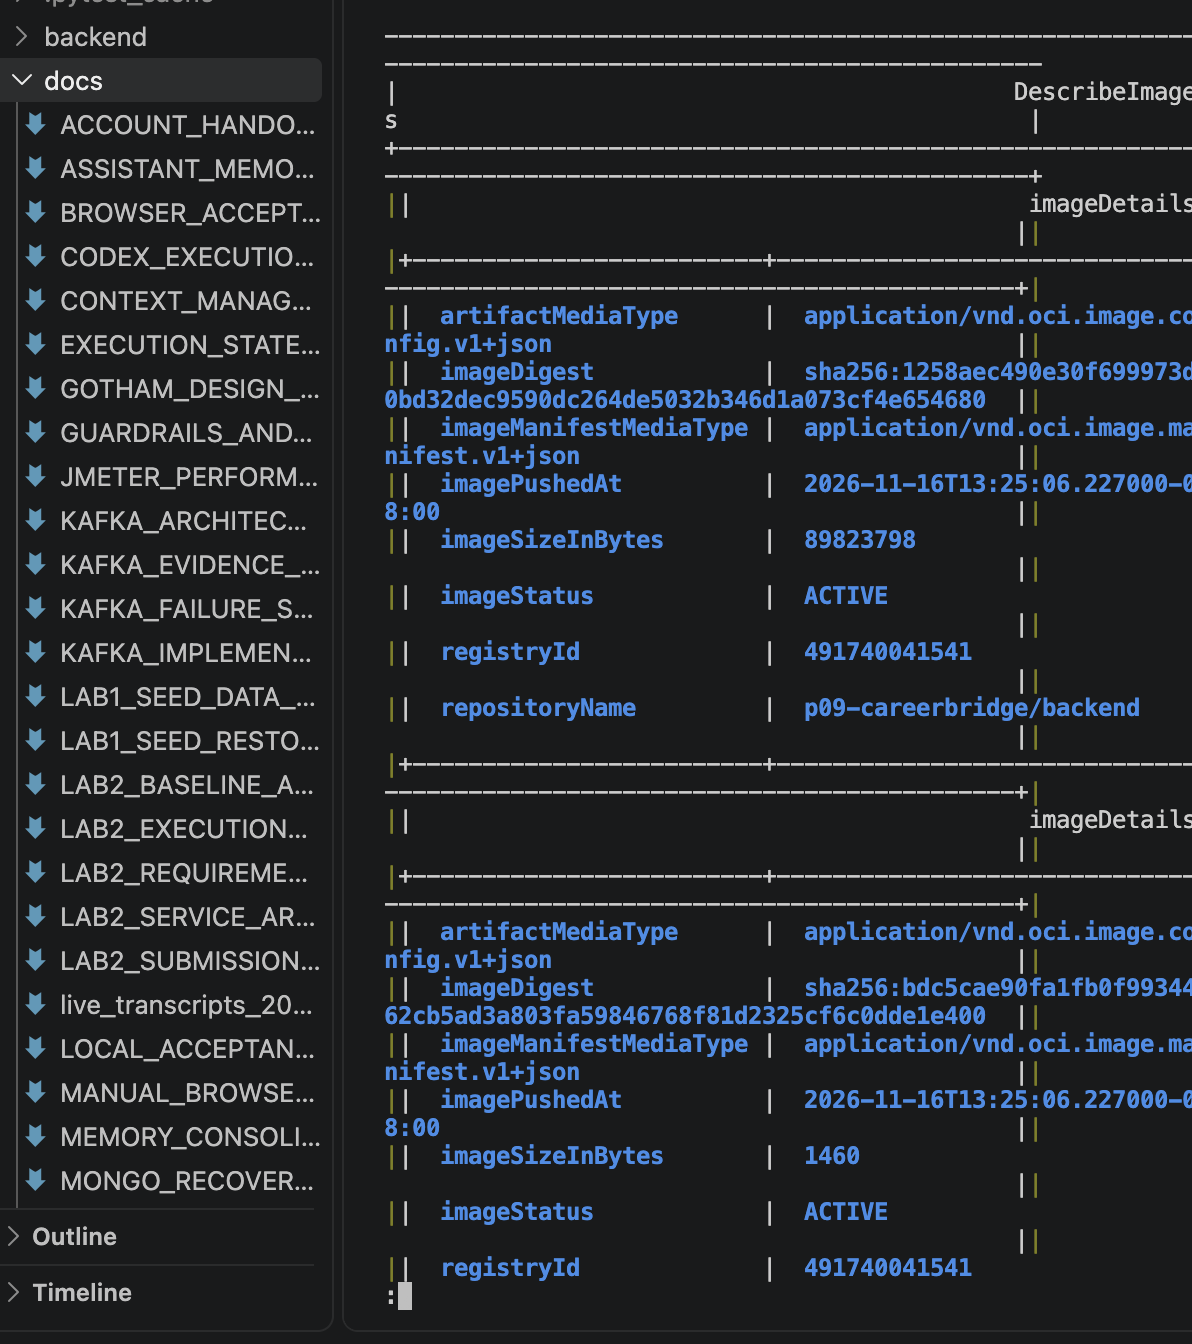 backend
docs
ACCOUNT_HANDO...
ASSISTANT_MEMO...
BROWSER_ACCEPT...
CODEX_EXECUTIO...
CONTEXT_MANAG...
EXECUTION_STATE...
GOTHAM_DESIGN_...
GUARDRAILS_AND...
JMETER_PERFORM...
KAFKA_ARCHITEC...
KAFKA_EVIDENCE_...
KAFKA_FAILURE_S...
KAFKA_IMPLEMEN...
LAB1_SEED_DATA_...
LAB1_SEED_RESTO...
LAB2_BASELINE_A...
LAB2_EXECUTION...
LAB2_REQUIREME...
LAB2_SERVICE_AR...
LAB2_SUBMISSION...
live_transcripts_20...
LOCAL_ACCEPTAN...
MANUAL_BROWSE...
MEMORY_CONSOLI...
MONGO_RECOVER...
Outline
Timeline
DescribeImage
s
imageDetails
artifactMediaType | application/vnd.oci.image.co
nfig.v1+json
imageDigest | sha256:1258aec490e30f699973d
0bd32dec9590dc264de5032b346d1a073cf4e654680
imageManifestMediaType | application/vnd.oci.image.ma
nifest.v1+json
imagePushedAt | 2026-11-16T13:25:06.227000-0
8:00
imageSizeInBytes | 89823798
imageStatus | ACTIVE
registryId | 491740041541
repositoryName | p09-careerbridge/backend
imageDetails
artifactMediaType | application/vnd.oci.image.co
nfig.v1+json
imageDigest | sha256:bdc5cae90fa1fb0f99344
62cb5ad3a803fa59846768f81d2325cf6c0dde1e400
imageManifestMediaType | application/vnd.oci.image.ma
nifest.v1+json
imagePushedAt | 2026-11-16T13:25:06.227000-0
8:00
imageSizeInBytes | 1460
imageStatus | ACTIVE
registryId | 491740041541
: